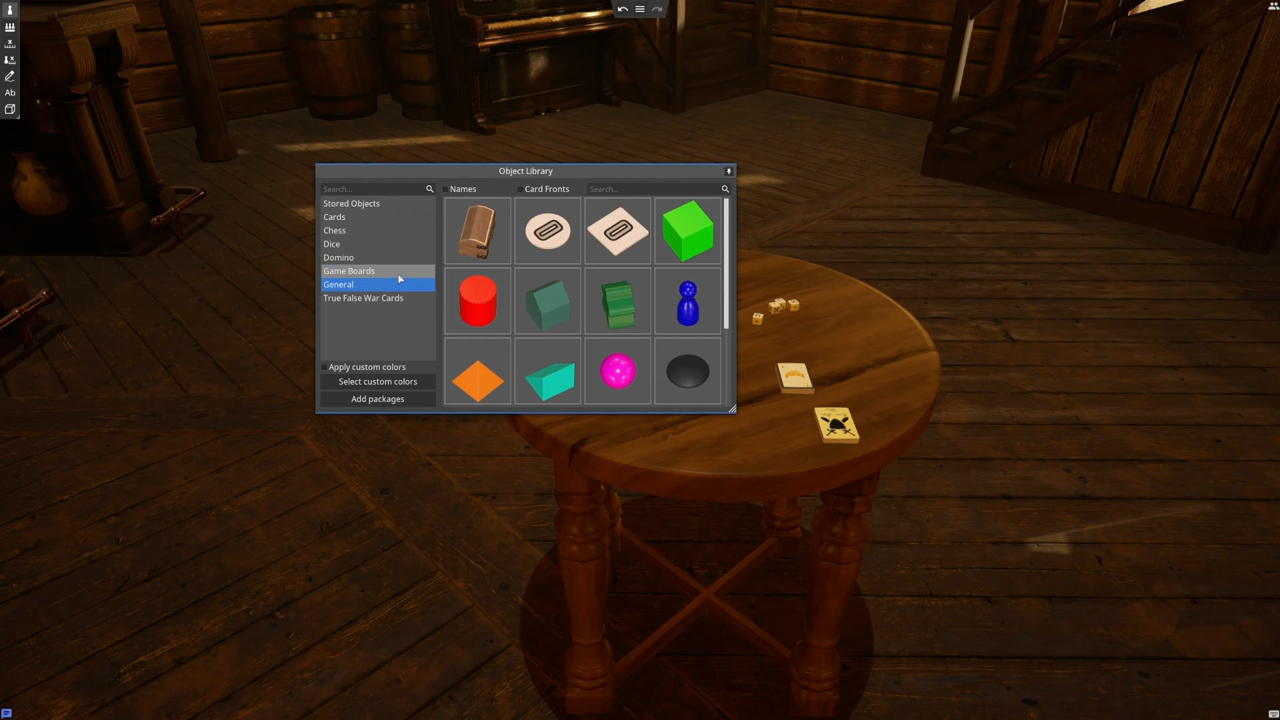 Object Library
Search...
Names
Card Fronts
Search...
Stored Objects
Cards
Chess
Dice
Domino
Game Boards
General
True False War Cards
Apply custom colors
Select custom colors
Add packages
Ab